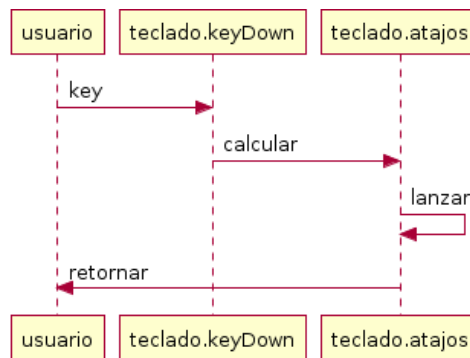 usuario
teclado.keyDown
teclado.atajos
key
calcular
lanzar
retornar
usuario
teclado.keyDown
teclado.atajos